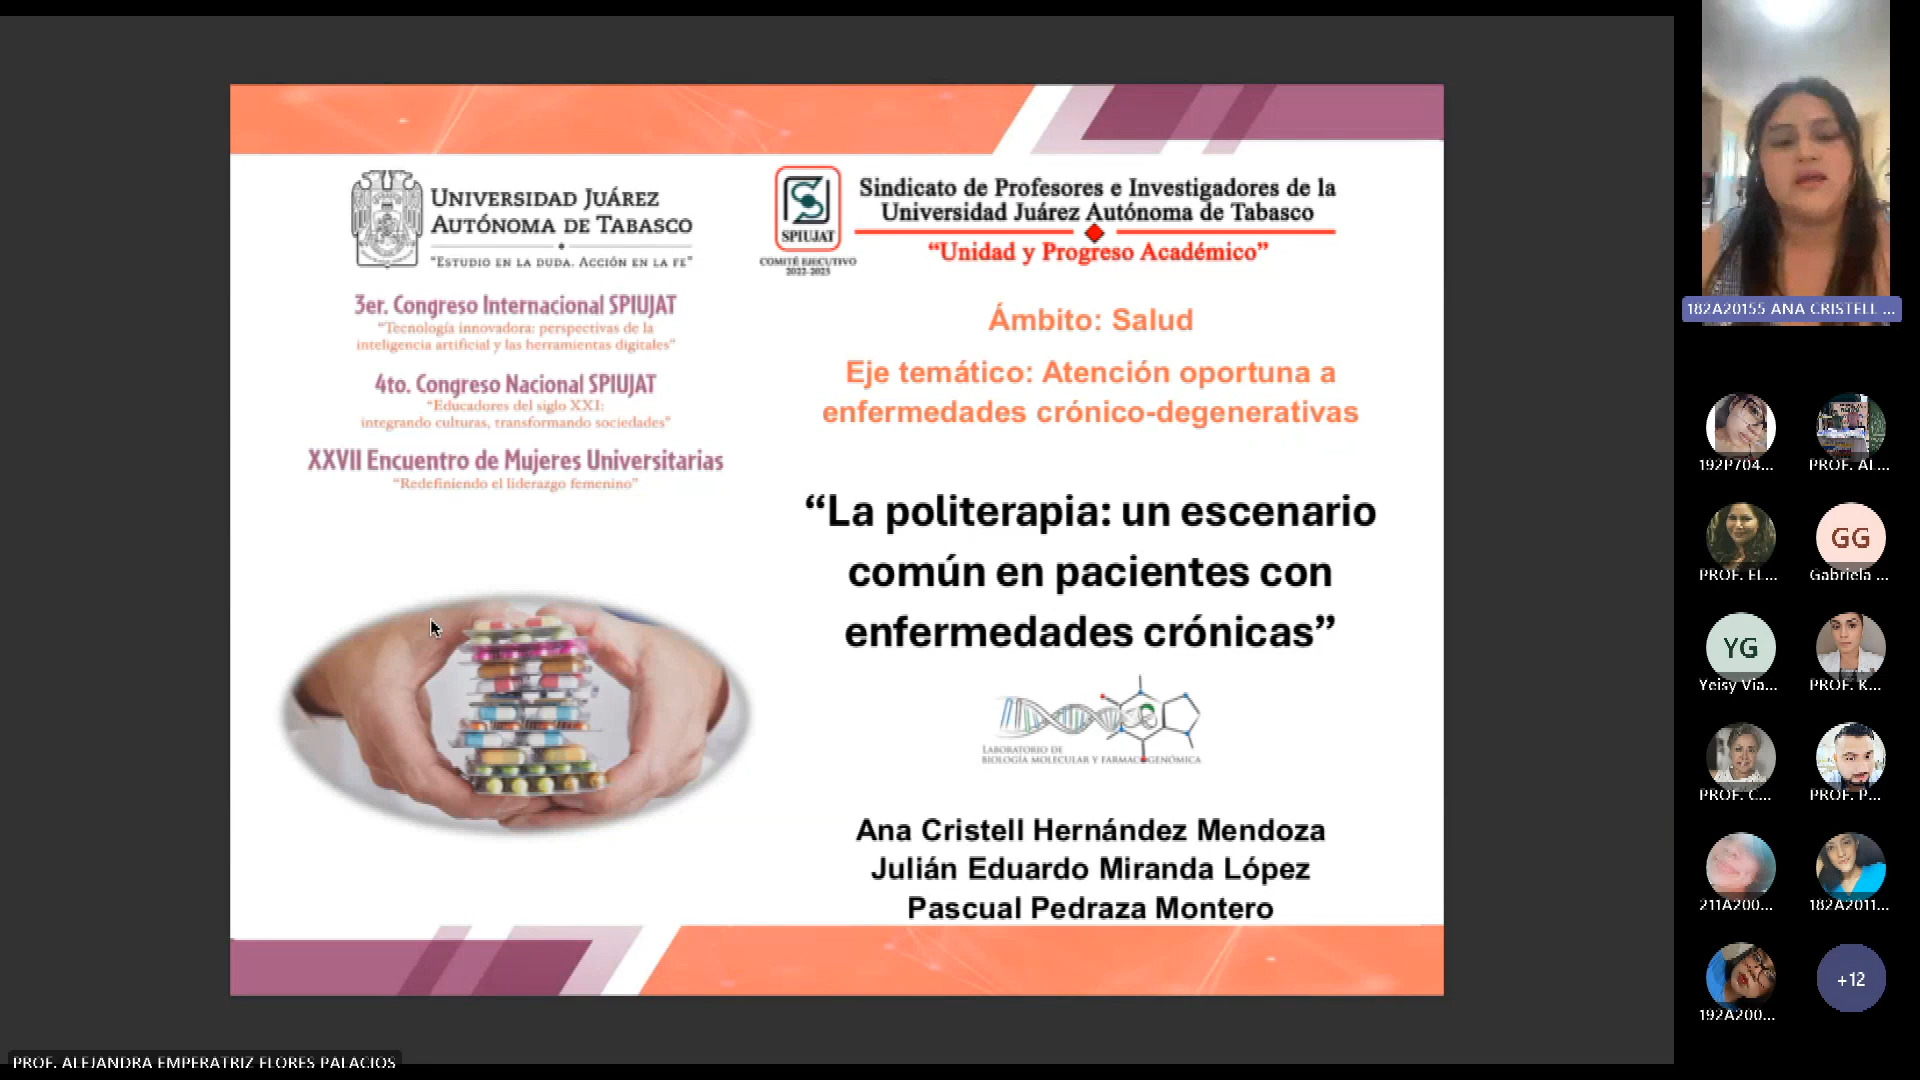 UNIVERSIDAD JUÁREZ
AUTÓNOMA DE TABASCO
“ESTUDIO EN LA DUDA. ACCIÓN EN LA FE”
SPIUJAT
COMITÉ EJECUTIVO
2022-2025
Sindicato de Profesores e Investigadores de la
Universidad Juárez Autónoma de Tabasco
“Unidad y Progreso Académico”
3er. Congreso Internacional SPIUJAT
“Tecnología innovadora: perspectivas de la
inteligencia artificial y las herramientas digitales”
4to. Congreso Nacional SPIUJAT
“Educadores del siglo XXI:
integrando culturas, transformando sociedades”
XXVII Encuentro de Mujeres Universitarias
“Redefiniendo el liderazgo femenino”
Ámbito: Salud
Eje temático: Atención oportuna a
enfermedades crónico-degenerativas
“La politerapia: un escenario
común en pacientes con
enfermedades crónicas”
LABORATORIO DE
BIOLOGÍA MOLECULAR Y FARMACOGENÓMICA
Ana Cristell Hernández Mendoza
Julián Eduardo Miranda López
Pascual Pedraza Montero
182A20155 ANA CRISTELL ...
192P704...
PROF. AL...
PROF. EL...
GG
Gabriela ...
YG
Yeisy Via...
PROF. K...
PROF. C...
PROF. P...
211A200...
182A2011...
192A200...
+12
PROF. ALEJANDRA EMPERATRIZ FLORES PALACIOS